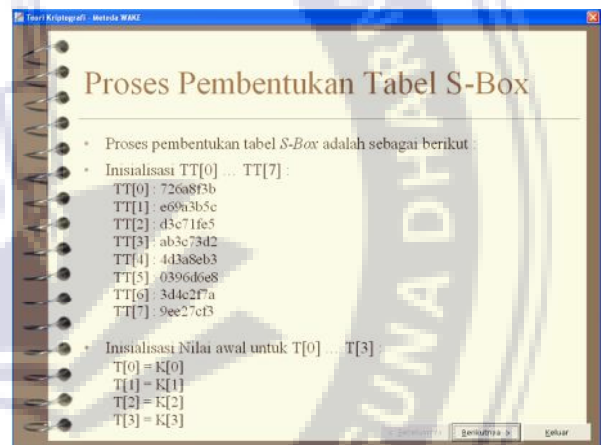 Teori Kriptografi - Metode WAKE
Proses Pembentukan Tabel S-Box
• Proses pembentukan tabel S-Box adalah sebagai berikut :
• Inisialisasi TT[0] ... TT[7] :
TT[0] : 726a8f3b
TT[1] : e69a3b5c
TT[2] : d3c71fe5
TT[3] : ab3c73d2
TT[4] : 4d3a8eb3
TT[5] : 0396d6e8
TT[6] : 3d4c2f7a
TT[7] : 9ee27cf3
• Inisialisasi Nilai awal untuk T[0] ... T[3] :
T[0] = K[0]
T[1] = K[1]
T[2] = K[2]
T[3] = K[3]
Berikutnya > Keluar
UNA DHAR